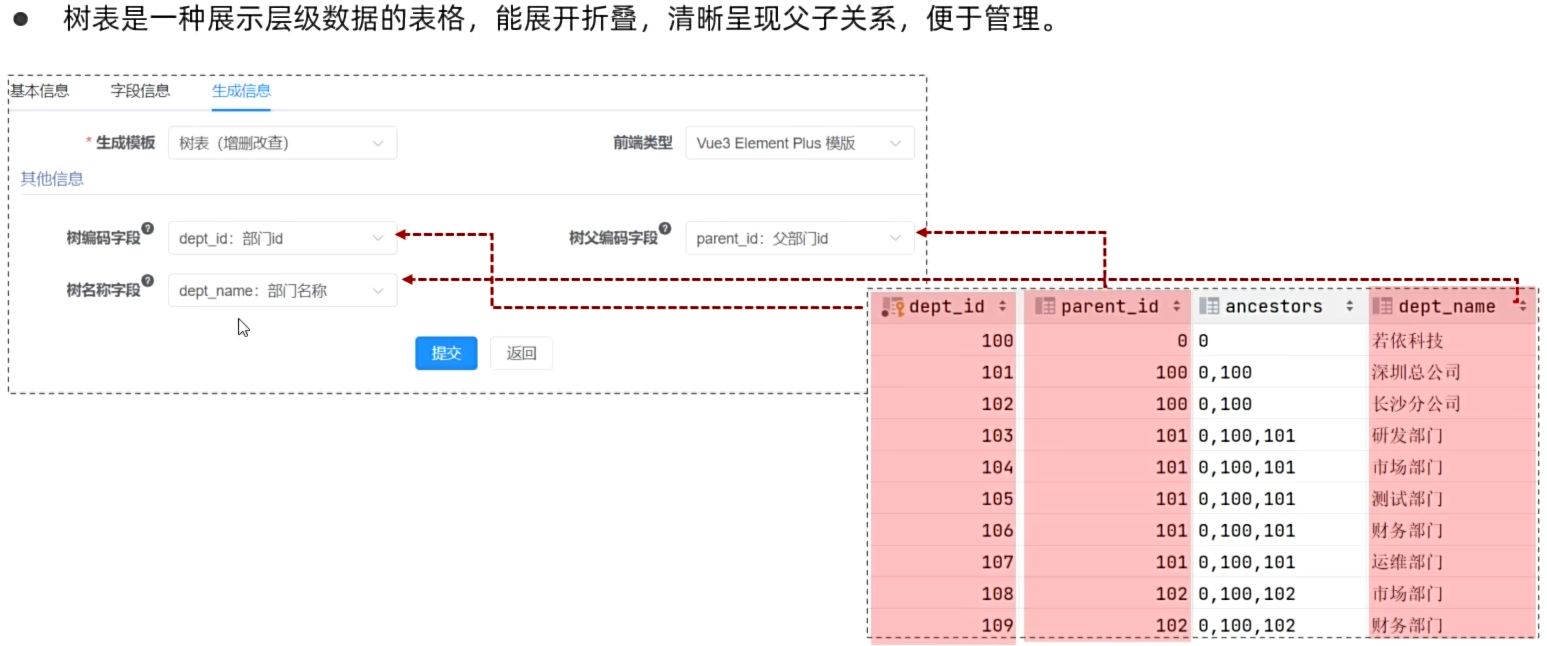 ● 树表是一种展示层级数据的表格，能展开折叠，清晰呈现父子关系，便于管理。
基本信息 字段信息 生成信息
* 生成模板 树表（增删改查） 前端类型 Vue3 Element Plus 模版
其他信息
树编码字段 ? dept_id：部门id 树父编码字段 ? parent_id：父部门id
树名称字段 ? dept_name：部门名称
提交 返回
dept_id parent_id ancestors dept_name
100 0 0 若依科技
101 100 0,100 深圳总公司
102 100 0,100 长沙分公司
103 101 0,100,101 研发部门
104 101 0,100,101 市场部门
105 101 0,100,101 测试部门
106 101 0,100,101 财务部门
107 101 0,100,101 运维部门
108 102 0,100,102 市场部门
109 102 0,100,102 财务部门